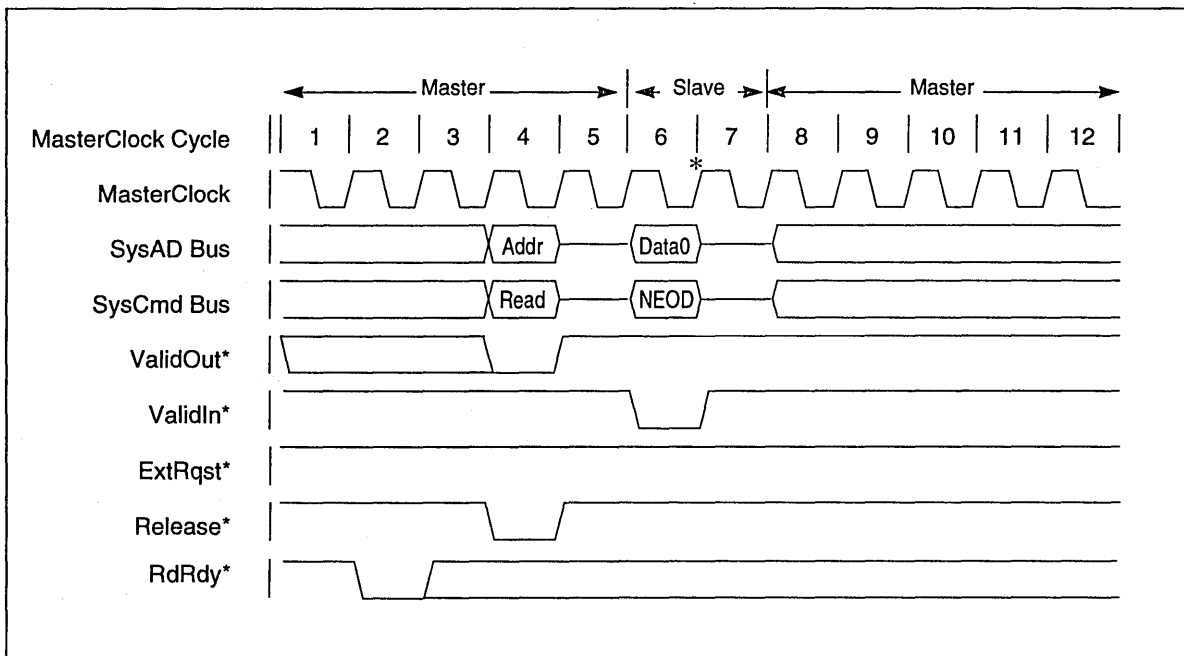 Master Slave Master
MasterClock Cycle 1 2 3 4 5 6 7 8 9 10 11 12
*
MasterClock
SysAD Bus Addr Data0
SysCmd Bus Read NEOD
ValidOut*
ValidIn*
ExtRqst*
Release*
RdRdy*